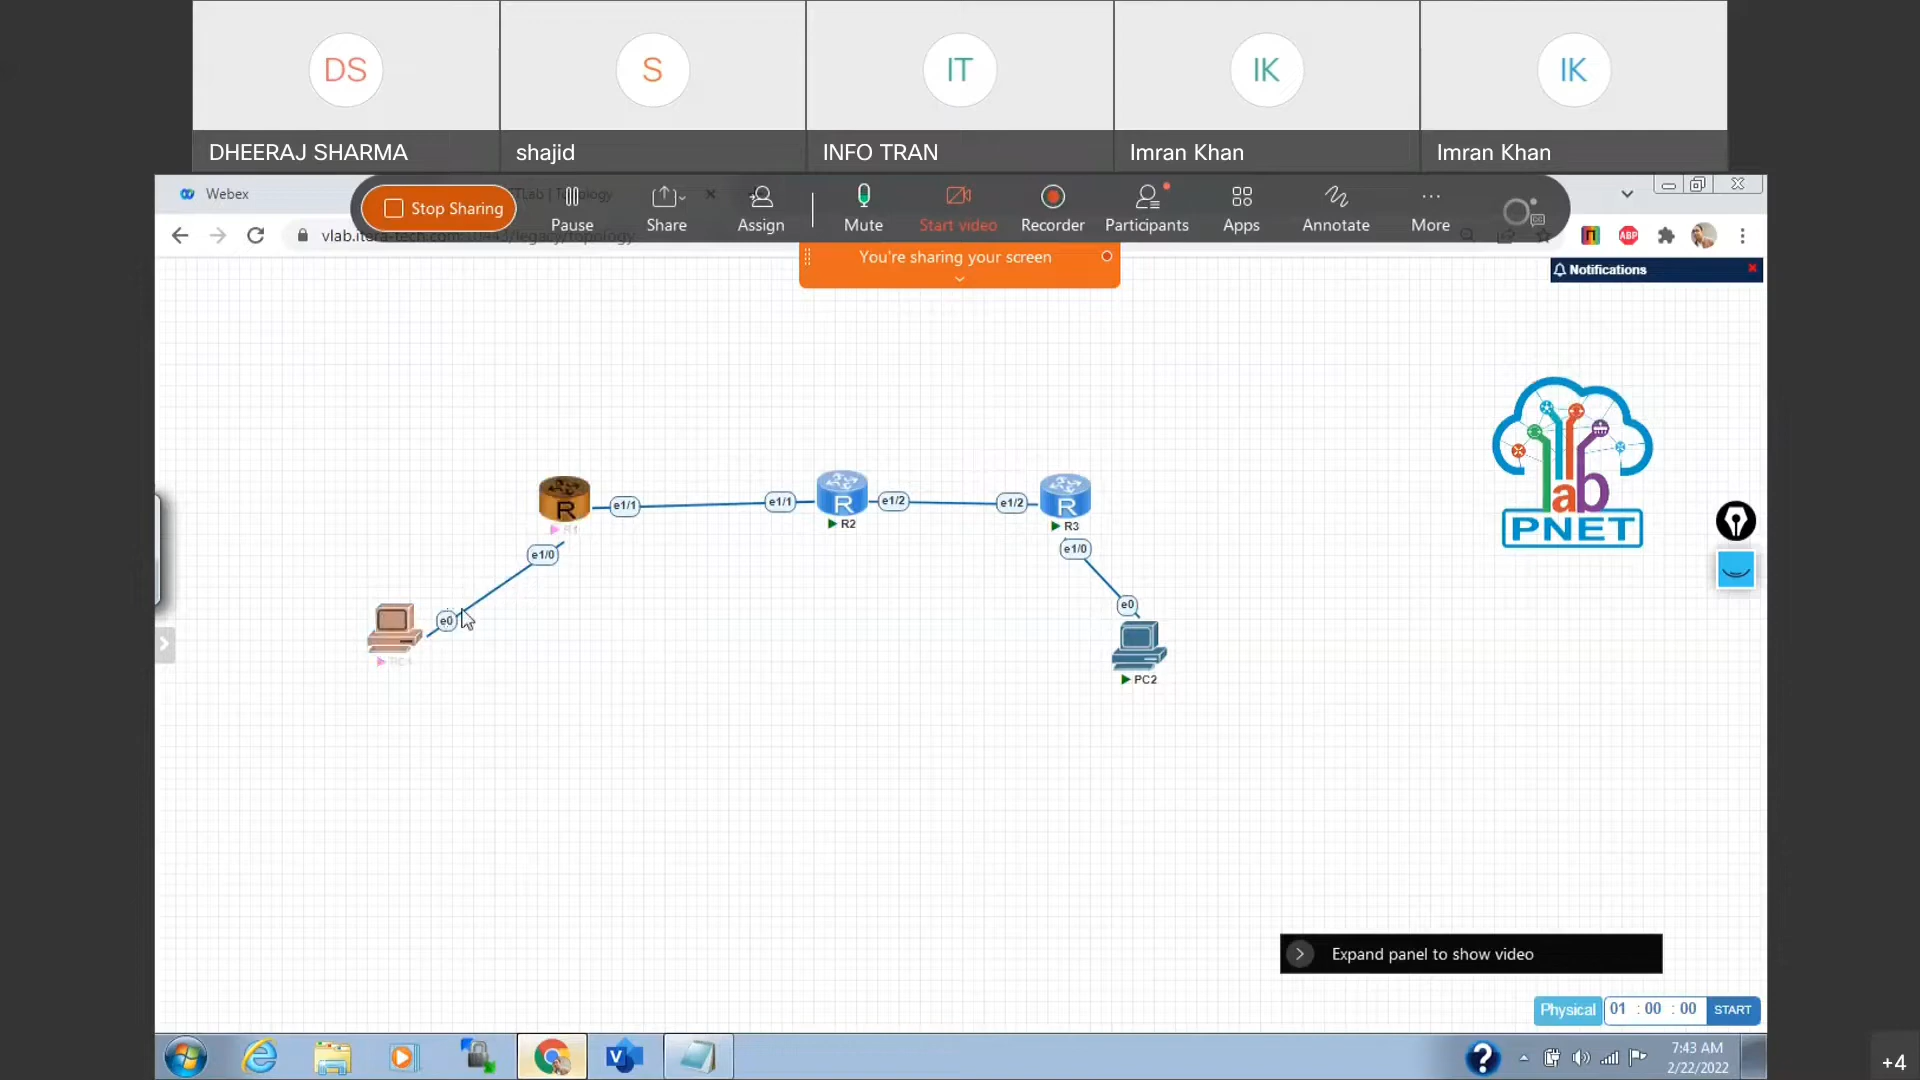 DS
S
IT
IK
IK
DHEERAJ SHARMA
shajid
INFO TRAN
Imran Khan
Imran Khan
Webex
Stop Sharing
Pause
Share
Assign
Mute
Start video
Recorder
Participants
Apps
Annotate
More
ABP
You're sharing your screen
Notifications
R
e1/1
e1/1
R
e1/2
e1/2
R
R1
R2
R3
e1/0
e1/0
lab
PNET
e0
e0
PC2
Expand panel to show video
Physical
01 : 00 : 00
START
7:43 AM
2/22/2022
+4